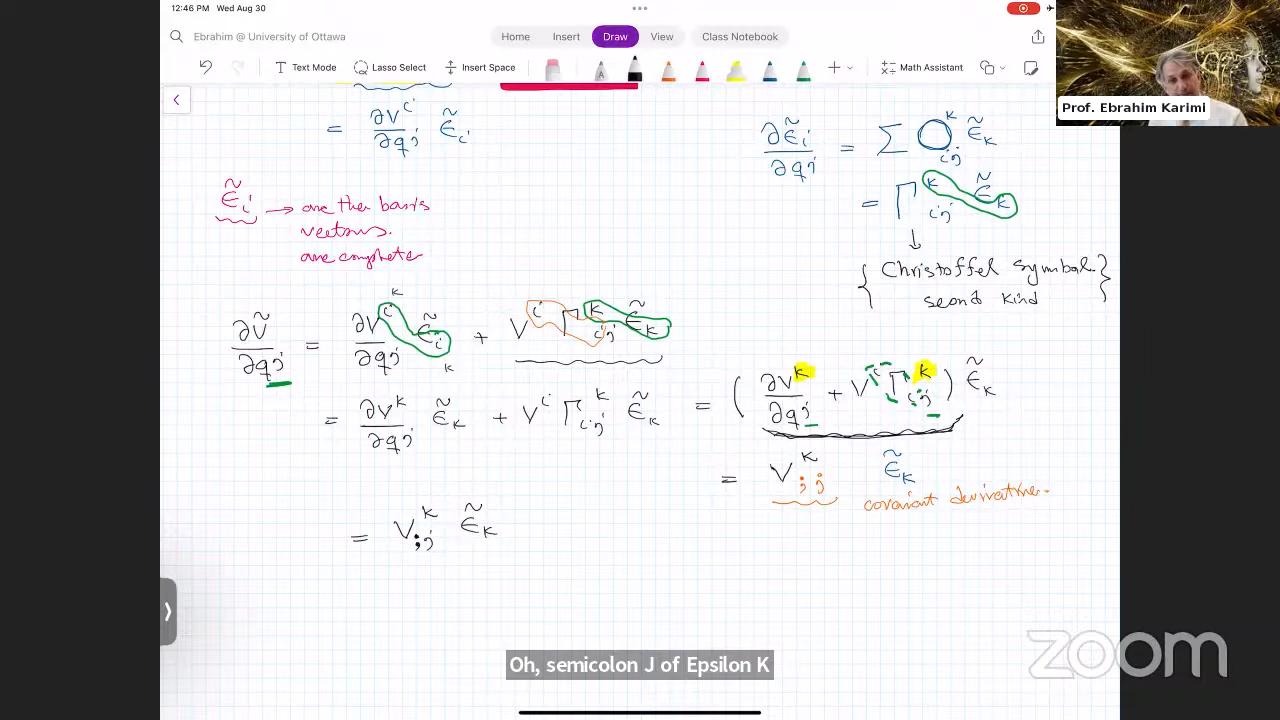 12:46 PM Wed Aug 30
Ebrahim @ University of Ottawa
Home Insert Draw View Class Notebook
Text Mode Lasso Select Insert Space Math Assistant
Prof. Ebrahim Karimi
= ∂V^i/∂q^j ε̃_i
∂ε̃_i/∂q^j = Σ O^k_ij ε̃_k
= Γ^k_ij ε̃_k
ε̃_i → are the basis
vectors.
are complete
{ Christoffel symbol }
{ second kind }
∂Ṽ/∂q^j = ∂V^i/∂q^j ε̃_i + V^i Γ^k_ij ε̃_k
k
k
= ∂V^k/∂q^j ε̃_k + V^i Γ^k_ij ε̃_k = ( ∂V^k/∂q^j + V^i Γ^k_ij ) ε̃_k
= V^k_;j ε̃_k
covariant derivative.
= V^k_;j ε̃_k
Oh, semicolon J of Epsilon K
zoom